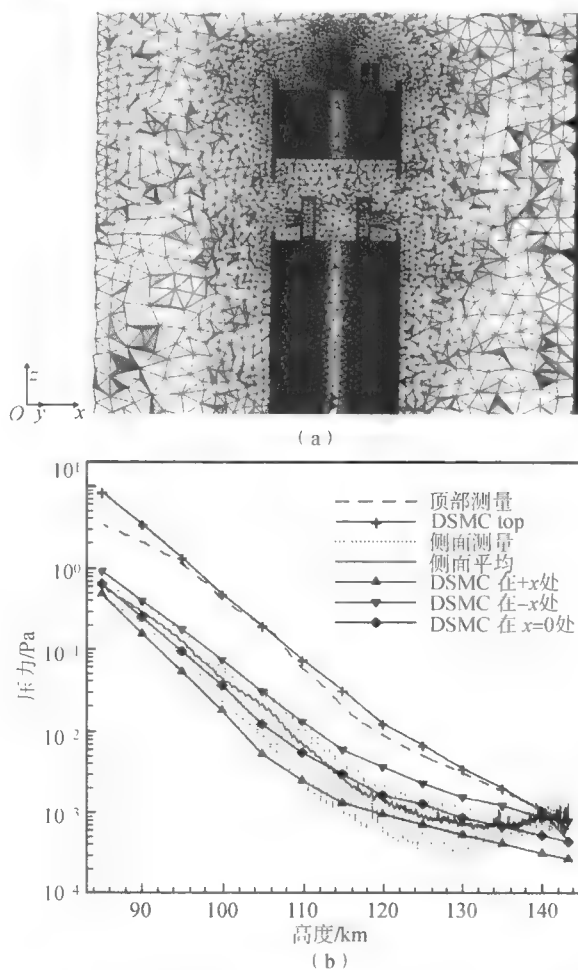 z
O y x
(a)
10¹
10⁰
10⁻¹
10⁻²
10⁻³
10⁻⁴
压力/Pa
顶部测量
DSMC top
侧面测量
侧面平均
DSMC 在+x处
DSMC 在-x处
DSMC 在 x=0处
90 100 110 120 130 140
高度/km
(b)